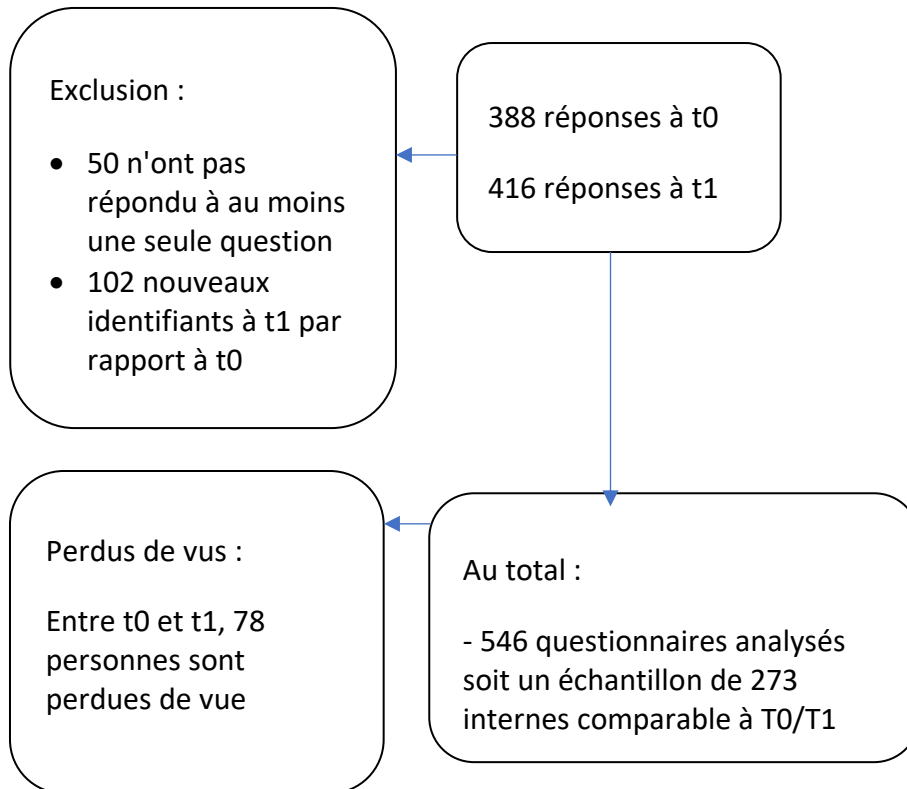 Exclusion :
• 50 n'ont pas
répondu à au moins
une seule question
• 102 nouveaux
identifiants à t1 par
rapport à t0
388 réponses à t0
416 réponses à t1
Perdus de vus :
Entre t0 et t1, 78
personnes sont
perdues de vue
Au total :
- 546 questionnaires analysés
soit un échantillon de 273
internes comparable à T0/T1